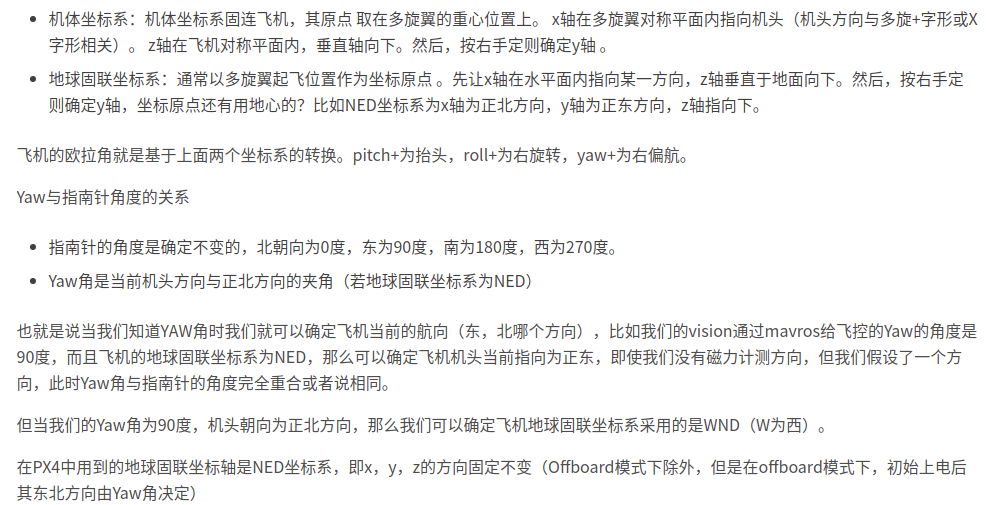 机体坐标系：机体坐标系固连飞机，其原点 取在多旋翼的重心位置上。 x轴在多旋翼对称平面内指向机头（机头方向与多旋+字形或X
字形相关）。 z轴在飞机对称平面内，垂直轴向下。然后，按右手定则确定y轴 。
地球固联坐标系：通常以多旋翼起飞位置作为坐标原点 。先让x轴在水平面内指向某一方向，z轴垂直于地面向下。然后，按右手定
则确定y轴，坐标原点还有用地心的？比如NED坐标系为x轴为正北方向，y轴为正东方向，z轴指向下。
飞机的欧拉角就是基于上面两个坐标系的转换。pitch+为抬头，roll+为右旋转，yaw+为右偏航。
Yaw与指南针角度的关系
指南针的角度是确定不变的，北朝向为0度，东为90度，南为180度，西为270度。
Yaw角是当前机头方向与正北方向的夹角（若地球固联坐标系为NED）
也就是说当我们知道YAW角时我们就可以确定飞机当前的航向（东，北哪个方向），比如我们的vision通过mavros给飞控的Yaw的角度是
90度，而且飞机的地球固联坐标系为NED，那么可以确定飞机机头当前指向为正东，即使我们没有磁力计测方向，但我们假设了一个方
向，此时Yaw角与指南针的角度完全重合或者说相同。
但当我们的Yaw角为90度，机头朝向为正北方向，那么我们可以确定飞机地球固联坐标系采用的是WND（W为西）。
在PX4中用到的地球固联坐标轴是NED坐标系，即x，y，z的方向固定不变（Offboard模式下除外，但是在offboard模式下，初始上电后
其东北方向由Yaw角决定）